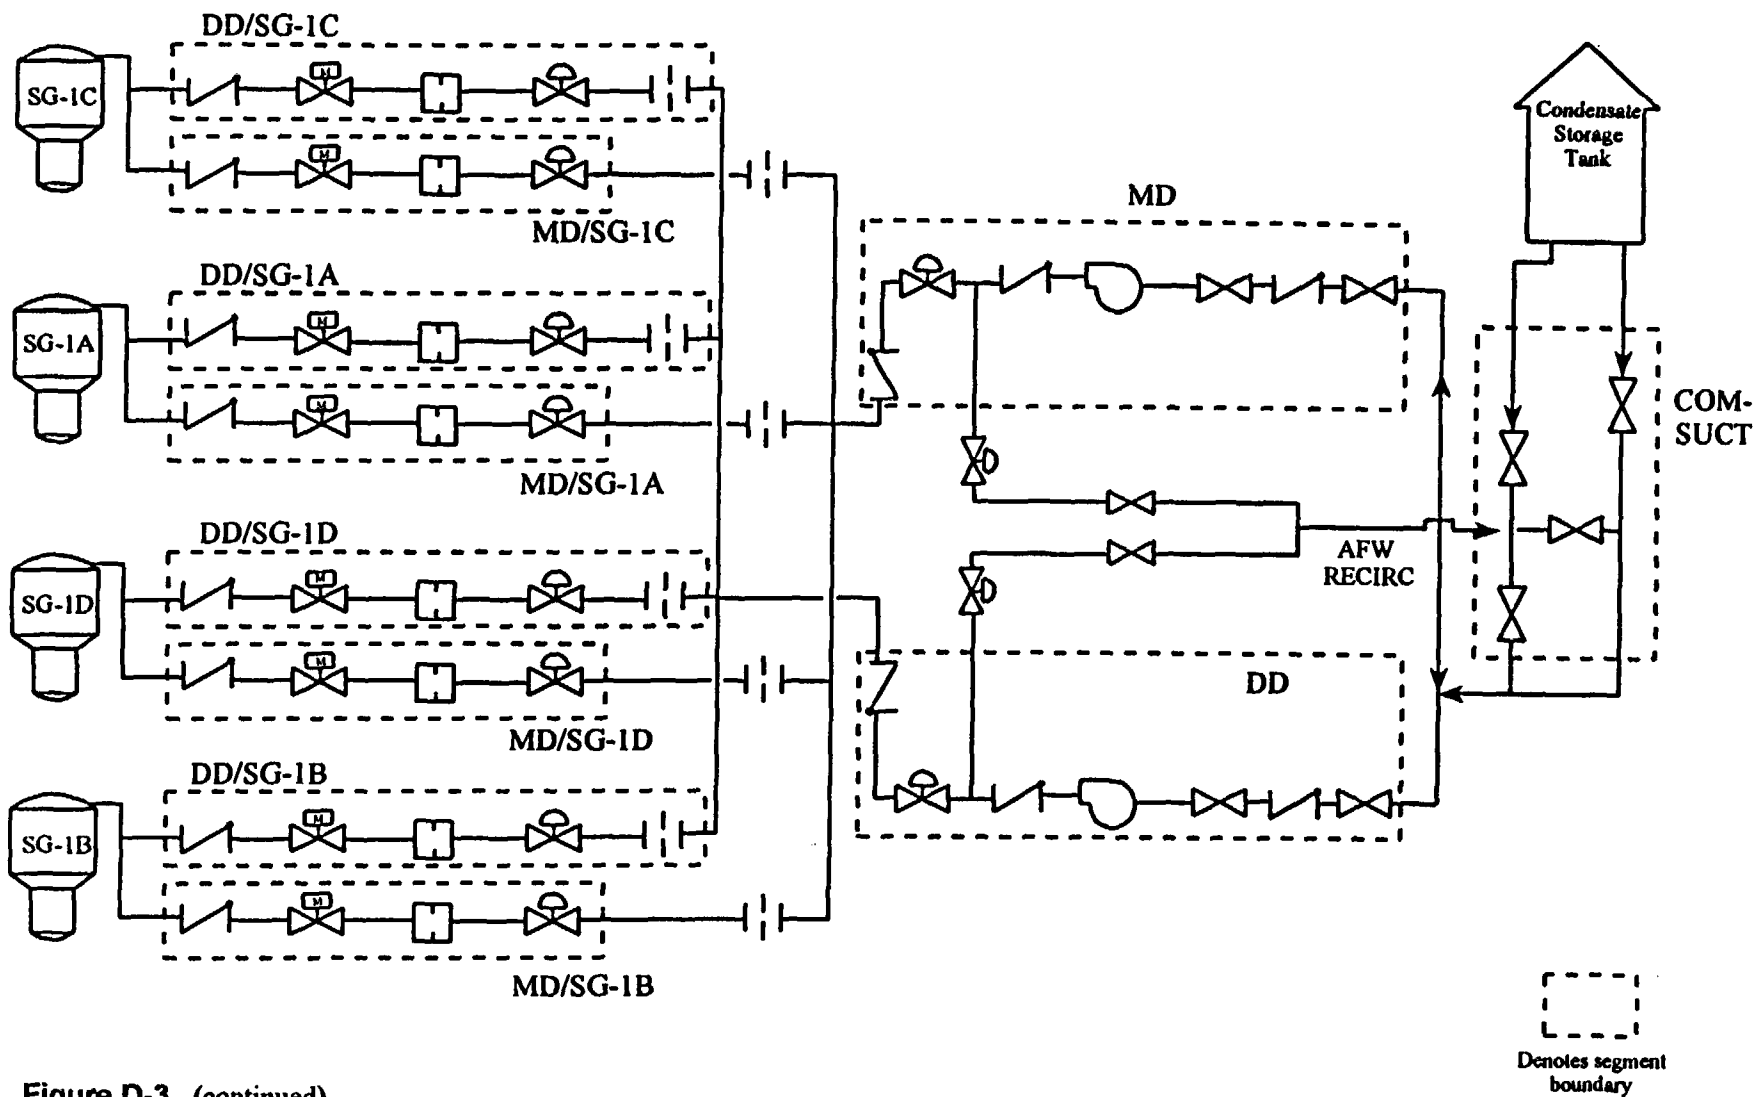 DD/SG-1C
SG-1C
M
M
MD/SG-1C
DD/SG-1A
SG-1A
M
M
MD/SG-1A
DD/SG-1D
SG-1D
M
M
MD/SG-1D
DD/SG-1B
SG-1B
M
M
MD/SG-1B
MD
Condensate
Storage
Tank
COM-
SUCT
AFW
RECIRC
DD
Denotes segment
boundary
Figure D-3 (continued)